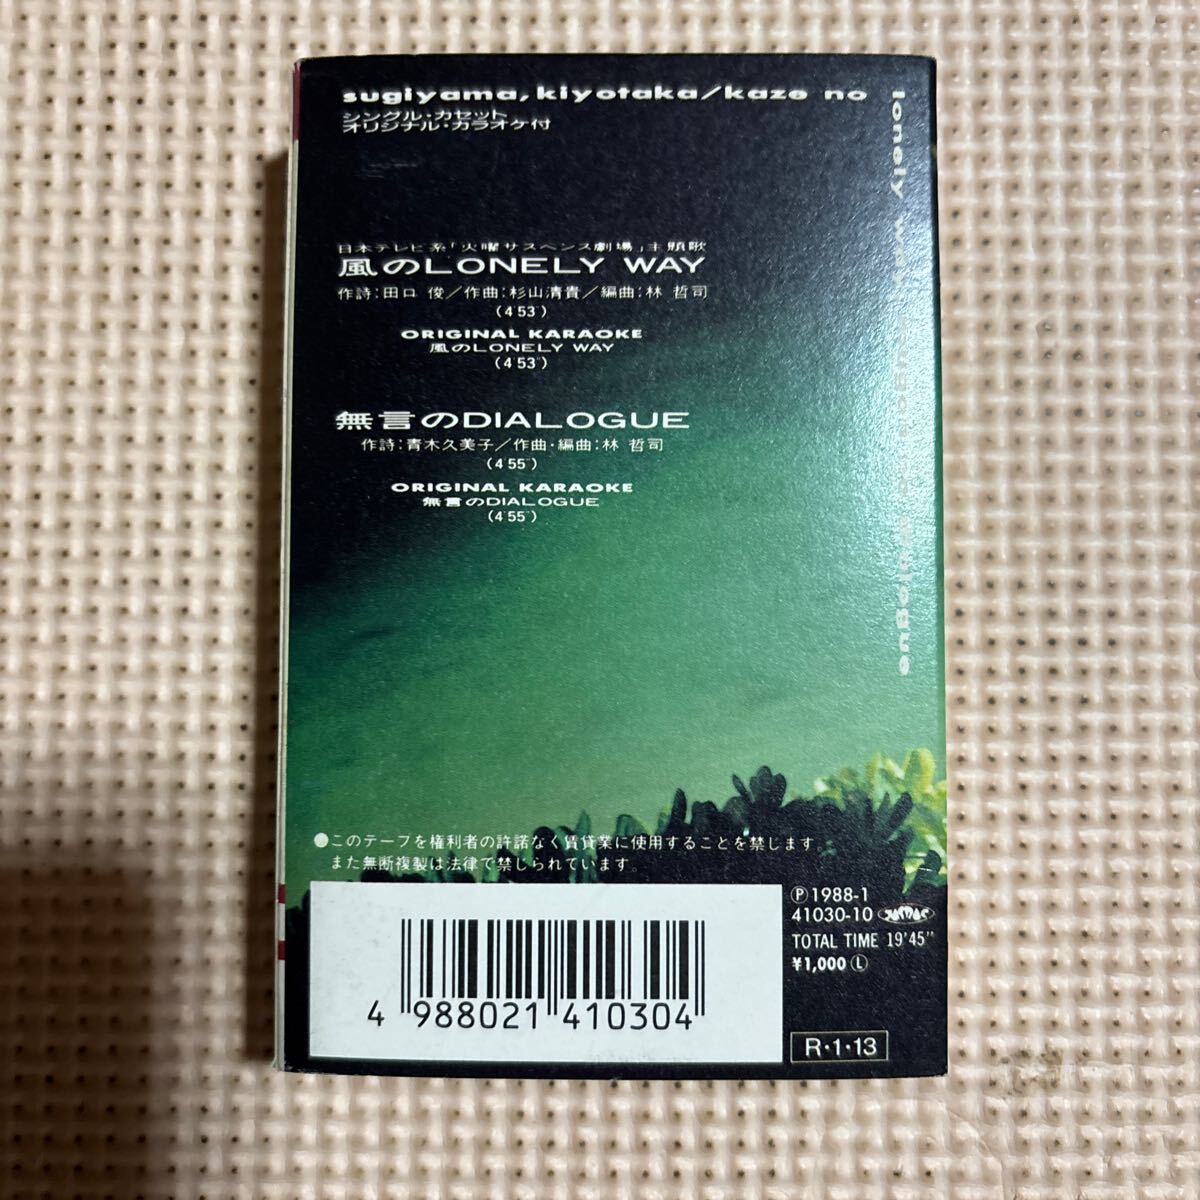 sugiyama, kiyotaka/kaze no
シングル・カセット
オリジナル・カラオケ付
日本テレビ系「火曜サスペンス劇場」主題歌
風のLONELY WAY
作詩:田口 俊/作曲:杉山清貴/編曲:林 哲司
(4'53")
ORIGINAL KARAOKE
風のLONELY WAY
(4'53")
無言のDIALOGUE
作詩:青木久美子/作曲・編曲:林 哲司
(4'55")
ORIGINAL KARAOKE
無言のDIALOGUE
(4'55")
lonely way
●このテープを権利者の許諾なく賃貸業に使用することを禁じます。
また無断複製は法律で禁じられています。
Ⓟ1988-1
41030-10
TOTAL TIME 19'45"
¥1,000 Ⓛ
4 988021 410304
R・1・13